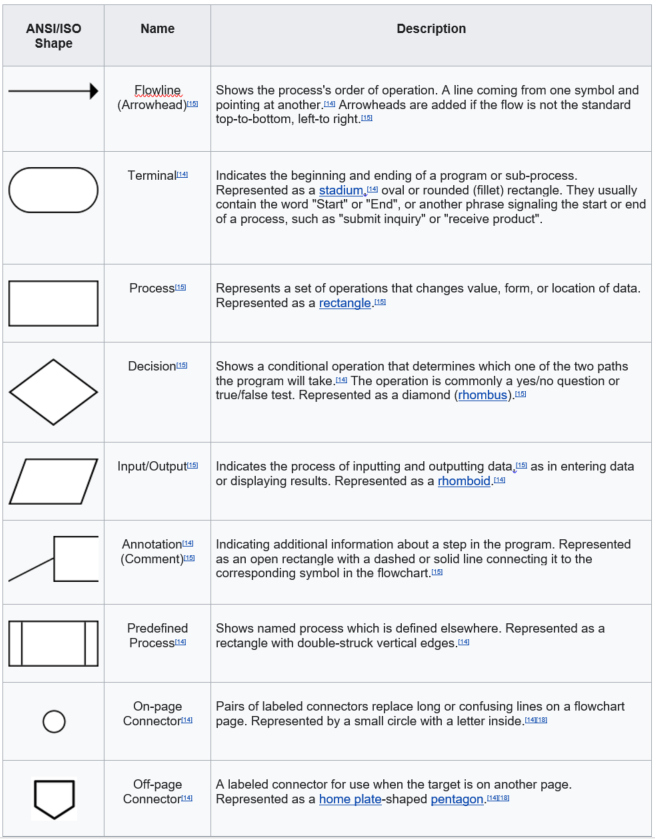 ANSI/ISO
Shape
Name
Description
Flowline
(Arrowhead)[15]
Shows the process's order of operation. A line coming from one symbol and
pointing at another.[14] Arrowheads are added if the flow is not the standard
top-to-bottom, left-to right.[15]
Terminal[14]
Indicates the beginning and ending of a program or sub-process.
Represented as a stadium,[14] oval or rounded (fillet) rectangle. They usually
contain the word "Start" or "End", or another phrase signaling the start or end
of a process, such as "submit inquiry" or "receive product".
Process[15]
Represents a set of operations that changes value, form, or location of data.
Represented as a rectangle.[15]
Decision[15]
Shows a conditional operation that determines which one of the two paths
the program will take.[14] The operation is commonly a yes/no question or
true/false test. Represented as a diamond (rhombus).[15]
Input/Output[15]
Indicates the process of inputting and outputting data,[15] as in entering data
or displaying results. Represented as a rhomboid.[14]
Annotation[14]
(Comment)[15]
Indicating additional information about a step in the program. Represented
as an open rectangle with a dashed or solid line connecting it to the
corresponding symbol in the flowchart.[15]
Predefined
Process[14]
Shows named process which is defined elsewhere. Represented as a
rectangle with double-struck vertical edges.[14]
On-page
Connector[14]
Pairs of labeled connectors replace long or confusing lines on a flowchart
page. Represented by a small circle with a letter inside.[14][18]
Off-page
Connector[14]
A labeled connector for use when the target is on another page.
Represented as a home plate-shaped pentagon.[14][18]